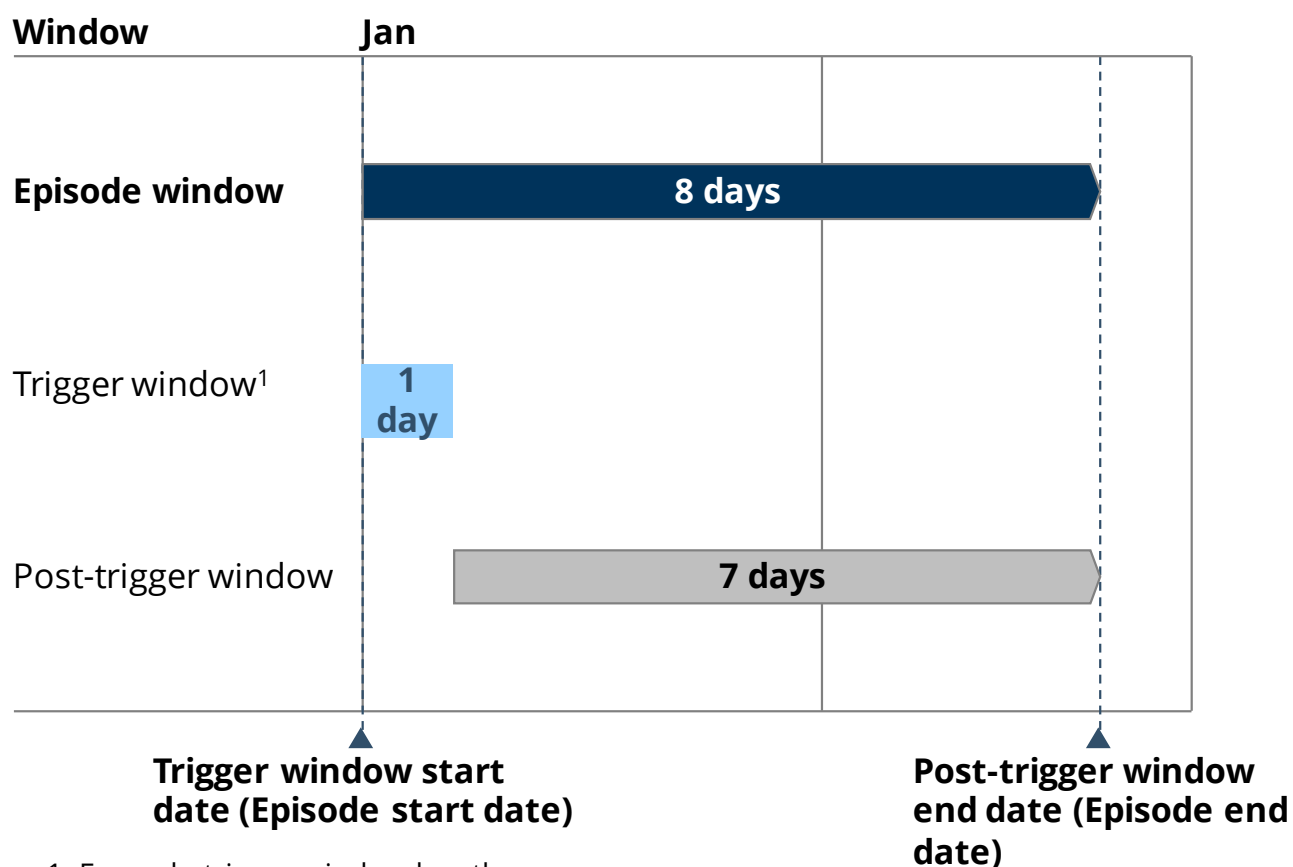 Window Jan
Episode window 8 days
Trigger window¹ 1
day
Post-trigger window 7 days
Trigger window start
date (Episode start date)
Post-trigger window
end date (Episode end
date)